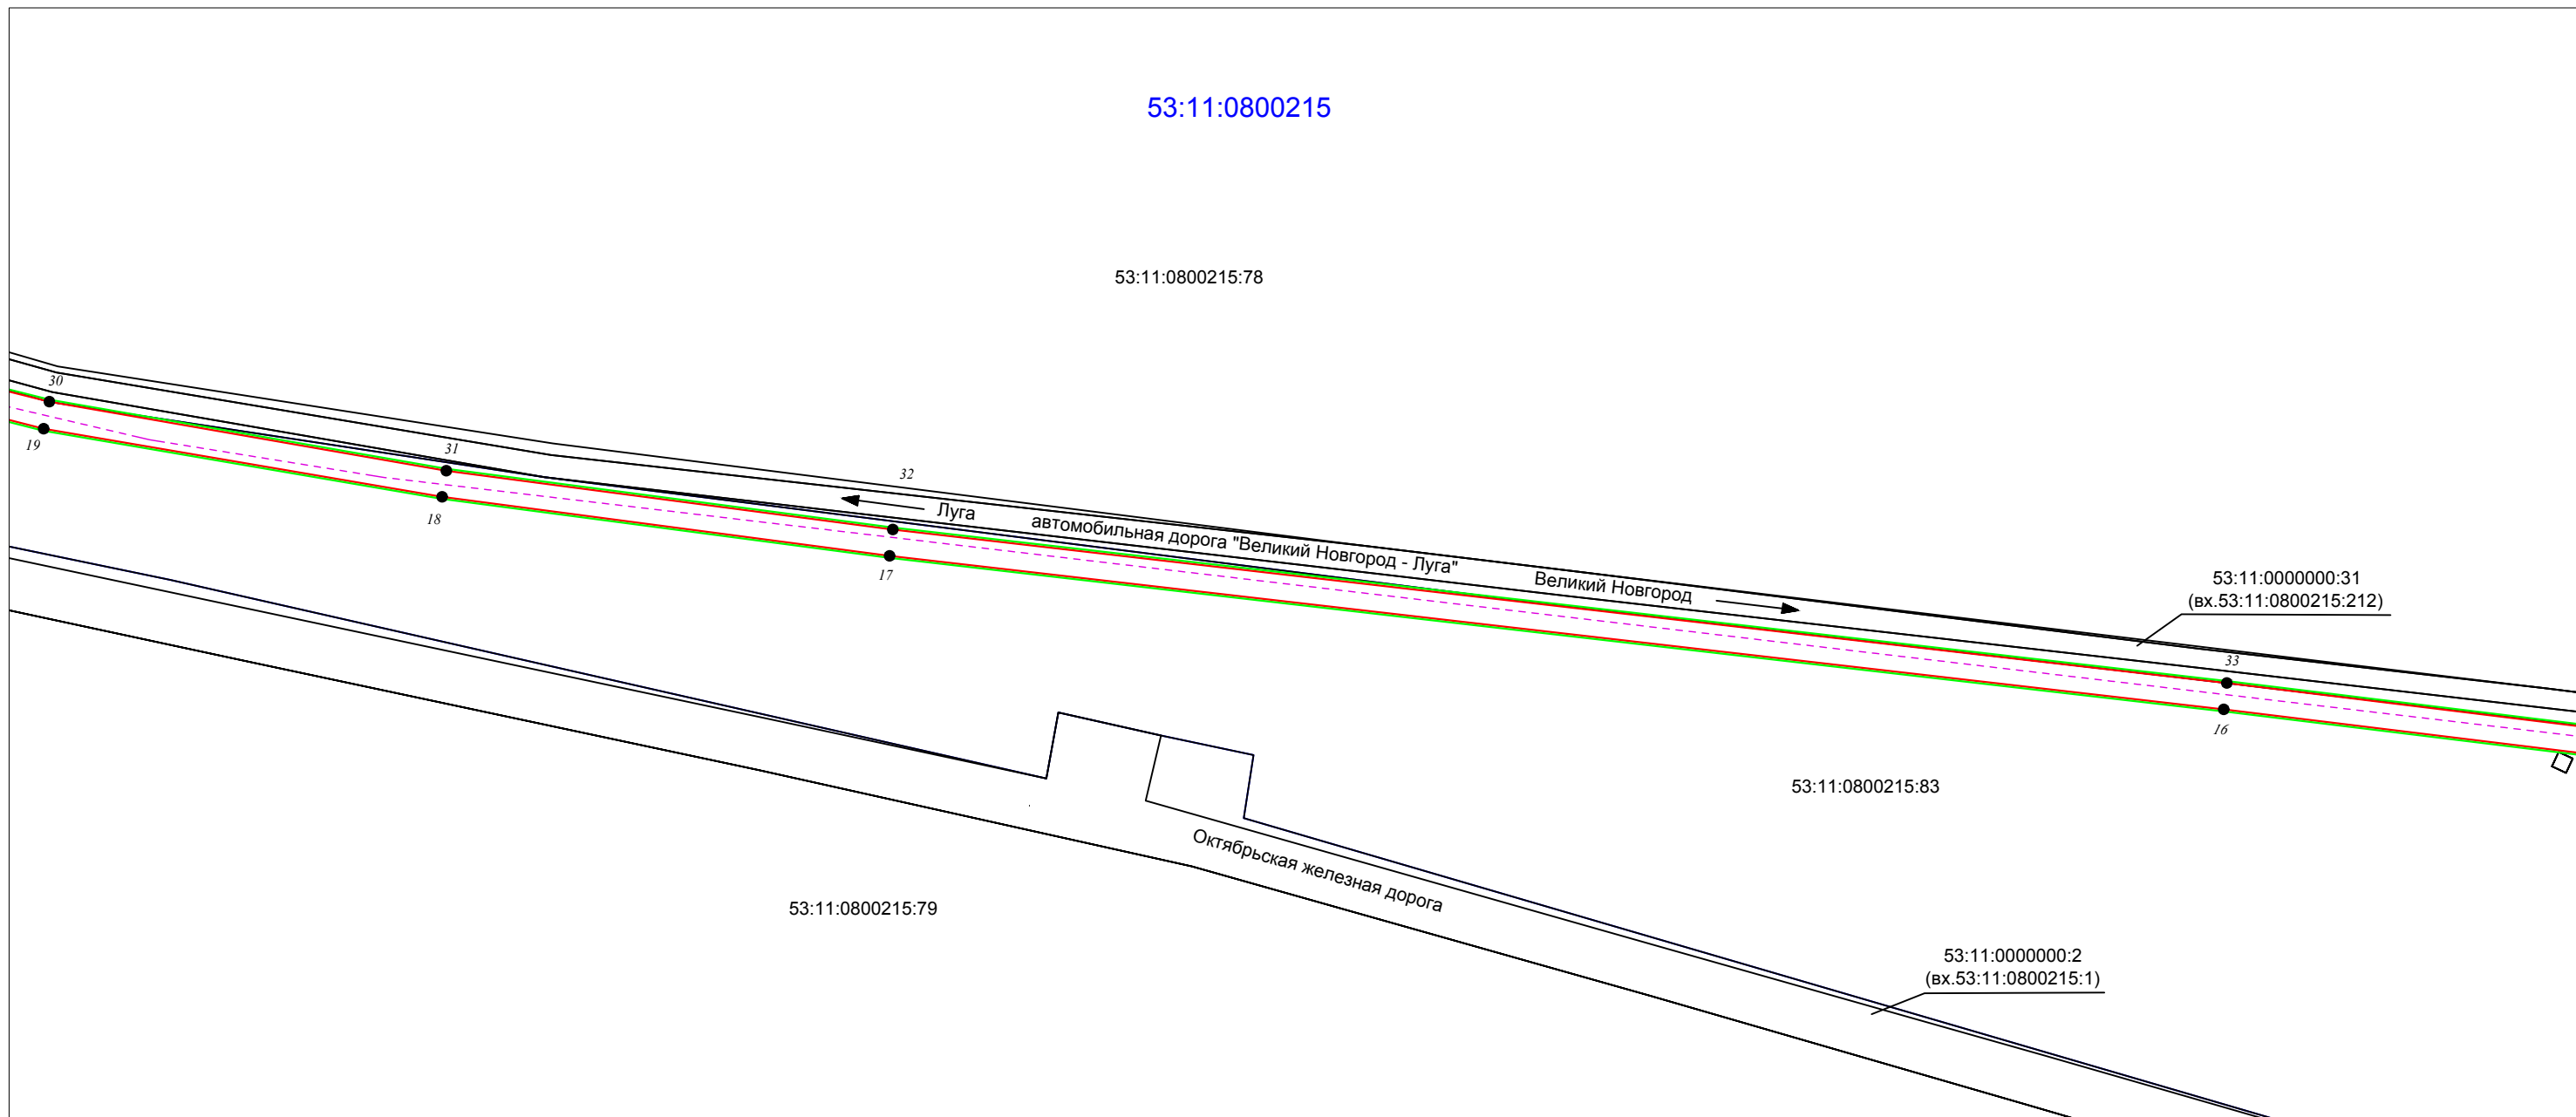 53:11:0800215
53:11:0800215:78
30
19
31
18
32
17
Луга
автомобильная дорога "Великий Новгород - Луга"
Великий Новгород
53:11:0000000:31
(вх.53:11:0800215:212)
33
16
53:11:0800215:83
Октябрьская железная дорога
53:11:0800215:79
53:11:0000000:2
(вх.53:11:0800215:1)